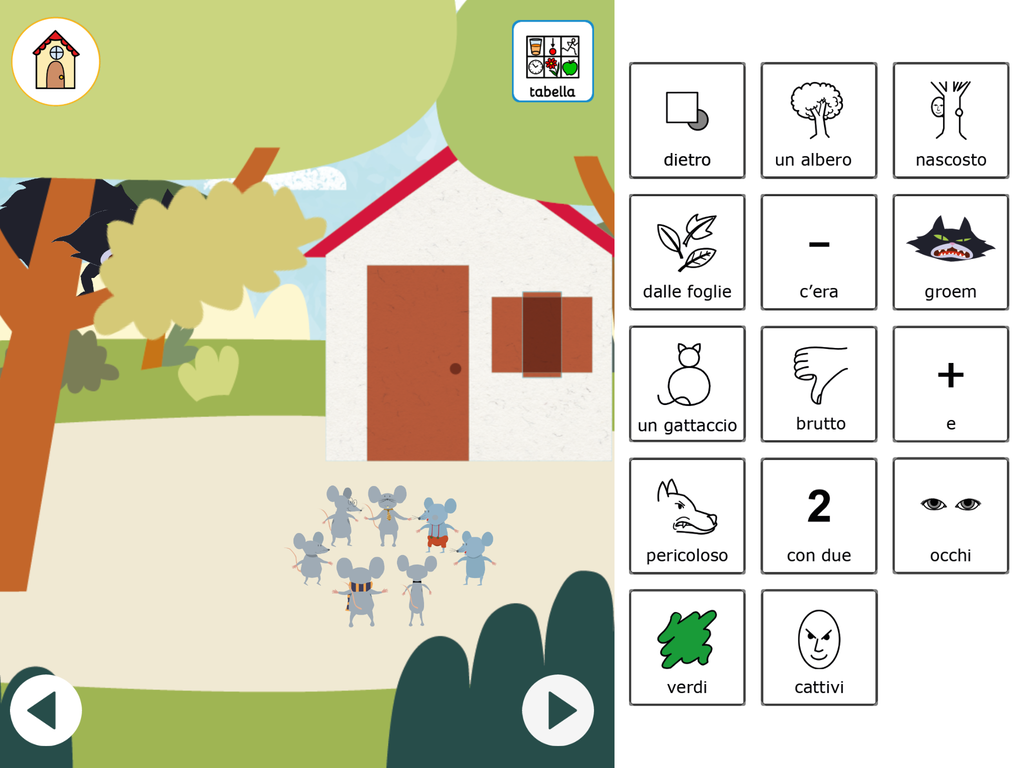 tabella
dietro
un albero
nascosto
dalle foglie
c'era
groem
un gattaccio
brutto
e
pericoloso
2
con due
occhi
verdi
cattivi